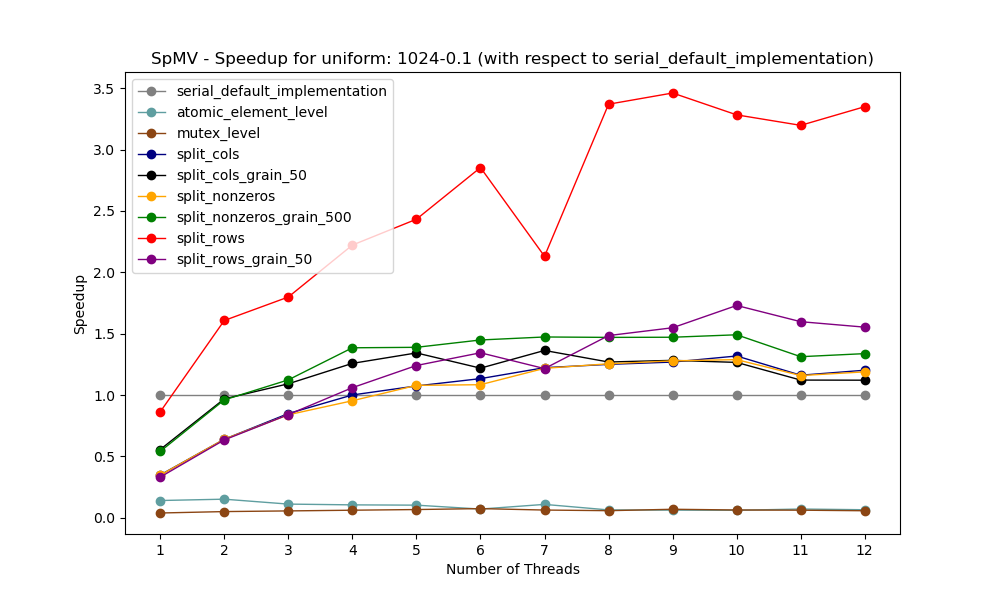 SpMV - Speedup for uniform: 1024-0.1 (with respect to serial_default_implementation)
serial_default_implementation
atomic_element_level
mutex_level
split_cols
split_cols_grain_50
split_nonzeros
split_nonzeros_grain_500
split_rows
split_rows_grain_50
3.5
3.0
2.5
2.0
1.5
1.0
0.5
0.0
Speedup
1 2 3 4 5 6 7 8 9 10 11 12
Number of Threads